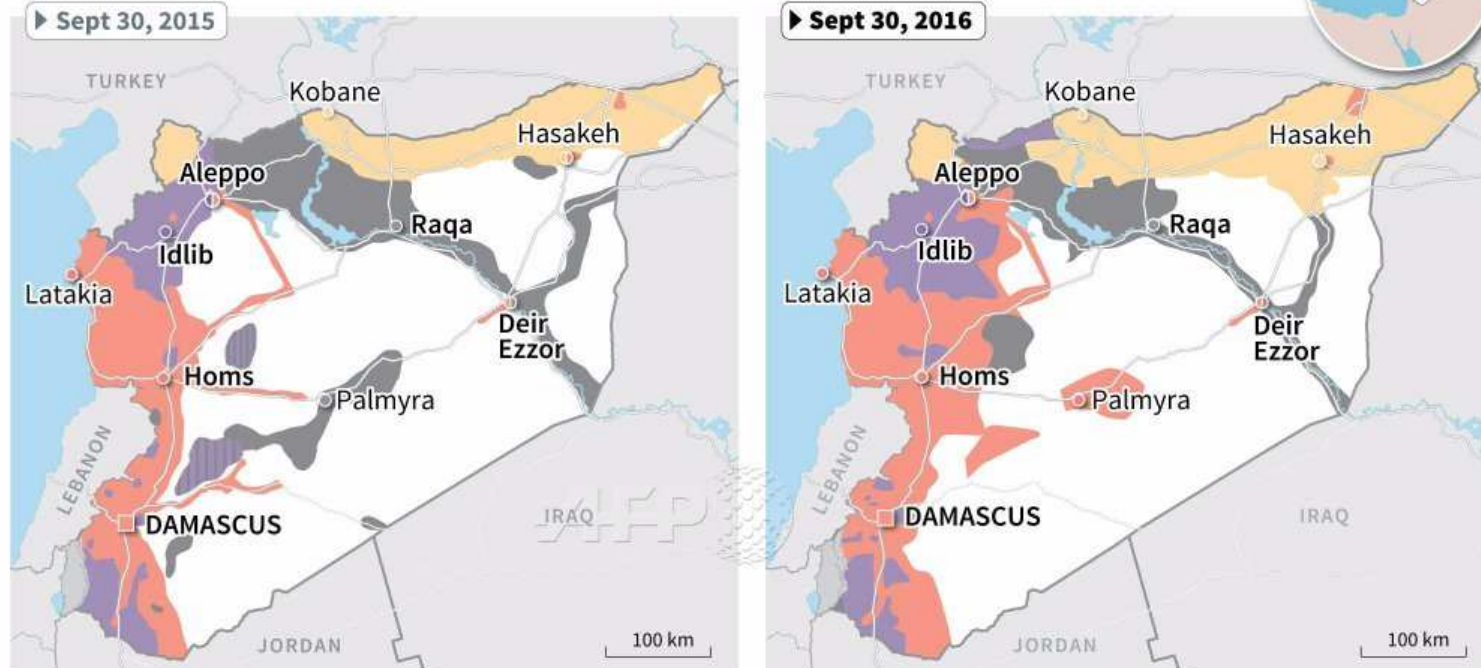 Sept 30, 2015
TURKEY
Kobane
Hasakeh
Aleppo
Raqa
Idlib
Latakia
Deir
Ezzor
Homs
Palmyra
LEBANON
DAMASCUS
IRAQ
JORDAN
100 km
AFP
Sept 30, 2016
TURKEY
Kobane
Hasakeh
Aleppo
Raqa
Idlib
Latakia
Deir
Ezzor
Homs
Palmyra
LEBANON
DAMASCUS
IRAQ
JORDAN
100 km